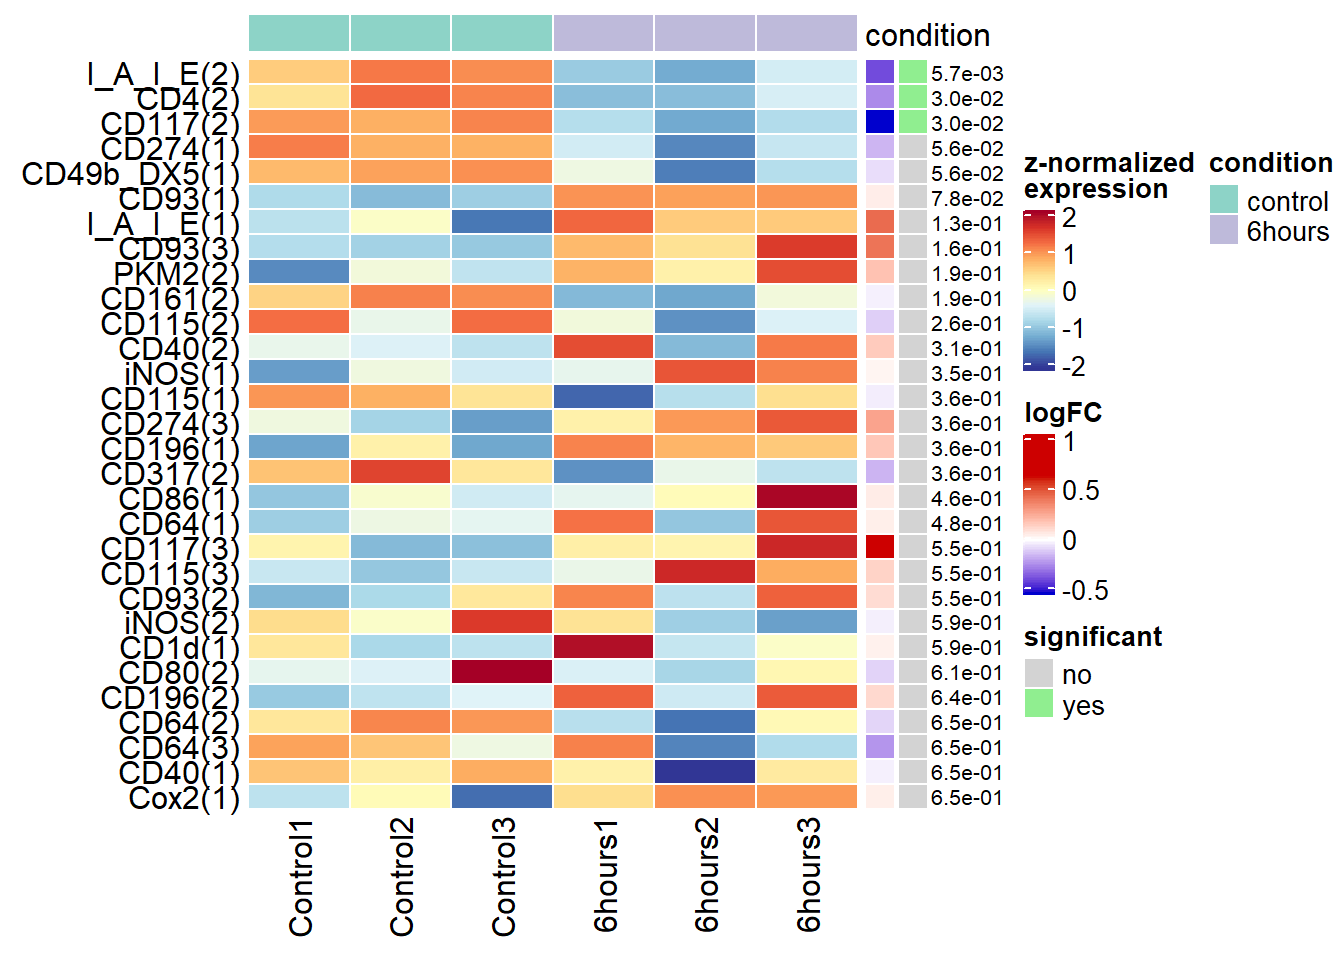 condition
I_A_I_E(2) 5.7e-03
CD4(2) 3.0e-02
CD117(2) 3.0e-02
CD274(1) 5.6e-02
CD49b_DX5(1) 5.6e-02
CD93(1) 7.8e-02
I_A_I_E(1) 1.3e-01
CD93(3) 1.6e-01
PKM2(2) 1.9e-01
CD161(2) 1.9e-01
CD115(2) 2.6e-01
CD40(2) 3.1e-01
iNOS(1) 3.5e-01
CD115(1) 3.6e-01
CD274(3) 3.6e-01
CD196(1) 3.6e-01
CD317(2) 3.6e-01
CD86(1) 4.6e-01
CD64(1) 4.8e-01
CD117(3) 5.5e-01
CD115(3) 5.5e-01
CD93(2) 5.5e-01
iNOS(2) 5.9e-01
CD1d(1) 5.9e-01
CD80(2) 6.1e-01
CD196(2) 6.4e-01
CD64(2) 6.5e-01
CD64(3) 6.5e-01
CD40(1) 6.5e-01
Cox2(1) 6.5e-01
Control1
Control2
Control3
6hours1
6hours2
6hours3
z-normalized
expression
2
1
0
-1
-2
logFC
1
0.5
0
-0.5
significant
no
yes
condition
control
6hours